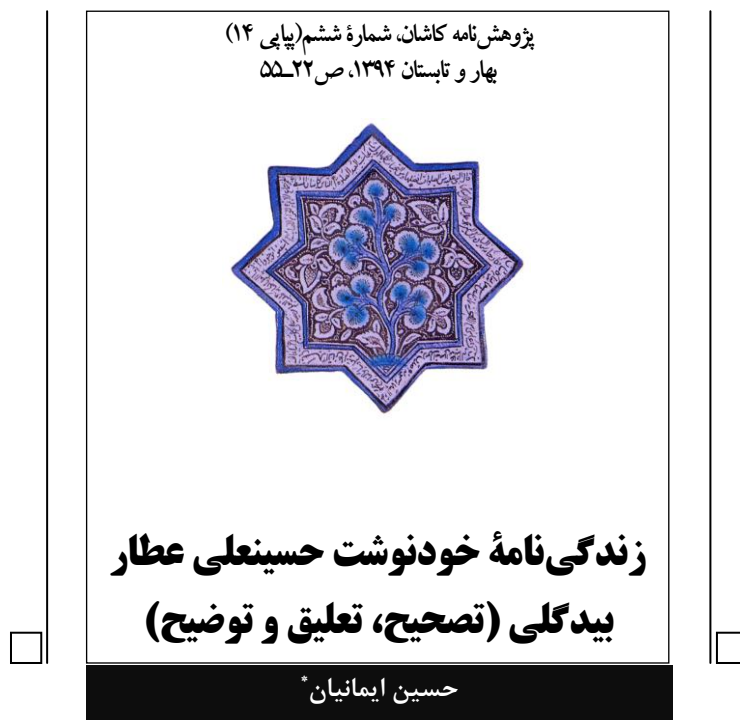 پژوهش‌نامه کاشان، شمارۀ ششم(پیاپی ۱۴)
بهار و تابستان ۱۳۹۴، ص۲۲ـ۵۵
زندگی‌نامۀ خودنوشت حسینعلی عطار
بیدگلی (تصحیح، تعلیق و توضیح)
حسین ایمانیان*